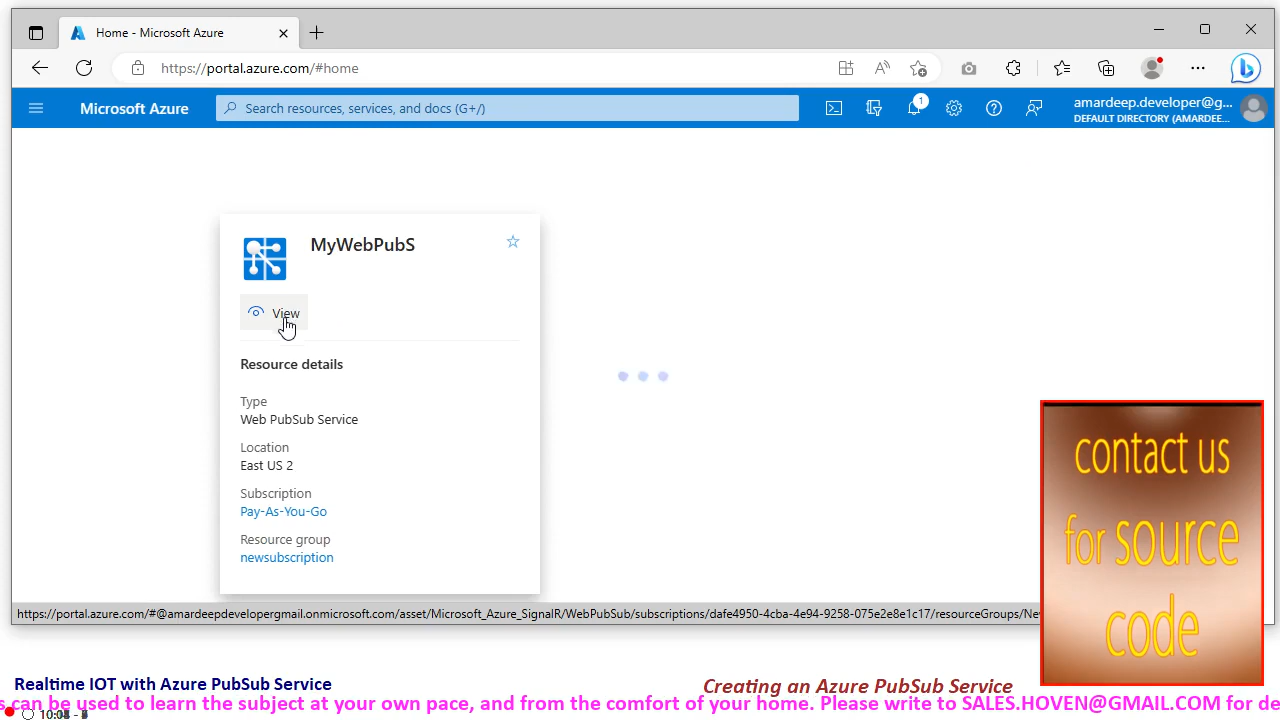 Home - Microsoft Azure
https://portal.azure.com/#home
Microsoft Azure
Search resources, services, and docs (G+/)
1
amardeep.developer@g...
DEFAULT DIRECTORY (AMARDEE...
MyWebPubS
View
Resource details
Type
Web PubSub Service
Location
East US 2
Subscription
Pay-As-You-Go
Resource group
newsubscription
https://portal.azure.com/#@amardeepdevelopergmail.onmicrosoft.com/asset/Microsoft_Azure_SignalR/WebPubSub/subscriptions/dafe4950-4cba-4e94-9258-075e2e8e1c17/resourceGroups/Ne
contact us
for source
code
Realtime IOT with Azure PubSub Service
Creating an Azure PubSub Service
s can be used to learn the subject at your own pace, and from the comfort of your home. Please write to SALES.HOVEN@GMAIL.COM for de